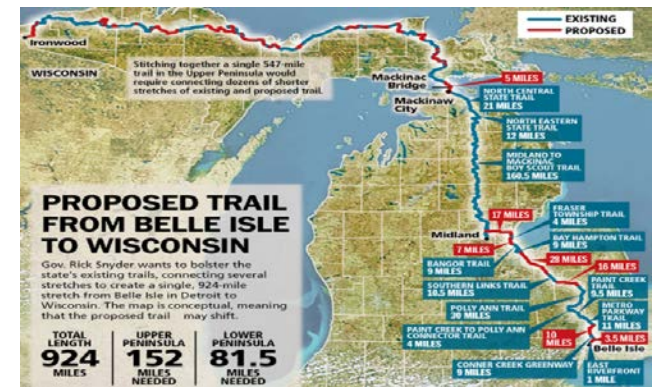 EXISTING
PROPOSED
Ironwood
WISCONSIN
Stitching together a single 547-mile
trail in the Upper Peninsula would
require connecting dozens of shorter
stretches of existing and proposed trail.
Mackinac
Bridge
Mackinaw
City
5 MILES
NORTH CENTRAL
STATE TRAIL
21 MILES
NORTH EASTERN
STATE TRAIL
12 MILES
MIDLAND TO
MACKINAC
BOY SCOUT TRAIL
160.5 MILES
17 MILES
FRASER
TOWNSHIP TRAIL
4 MILES
Midland
BAY HAMPTON TRAIL
9 MILES
7 MILES
BANGOR TRAIL
9 MILES
28 MILES
16 MILES
SOUTHERN LINKS TRAIL
10.5 MILES
PAINT CREEK
TRAIL
9.5 MILES
POLLY ANN TRAIL
20 MILES
METRO
PARKWAY
TRAIL
11 MILES
PAINT CREEK TO POLLY ANN
CONNECTOR TRAIL
4 MILES
10
MILES
3.5 MILES
Belle Isle
CONNER CREEK GREENWAY
9 MILES
EAST
RIVERFRONT
1 MILE
PROPOSED TRAIL
FROM BELLE ISLE
TO WISCONSIN
Gov. Rick Snyder wants to bolster the
state's existing trails, connecting several
stretches to create a single, 924-mile
stretch from Belle Isle in Detroit to
Wisconsin. The map is conceptual, meaning
that the proposed trail may shift.
TOTAL
LENGTH
924
MILES
UPPER
PENINSULA
152
MILES
NEEDED
LOWER
PENINSULA
81.5
MILES
NEEDED